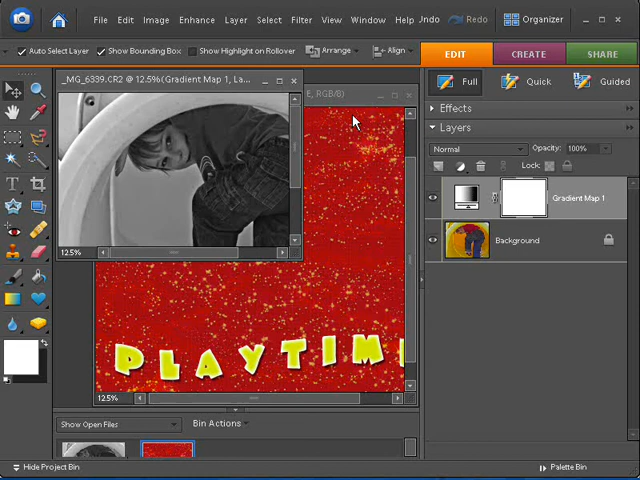 File Edit Image Enhance Layer Select Filter View Window Help Undo Redo Organizer
Auto Select Layer Show Bounding Box Show Highlight on Rollover Arrange Align EDIT CREATE SHARE
_MG_6339.CR2 @ 12.5%(Gradient Map 1, La...
E, RGB/8)
Full Quick Guided
Effects
Layers
Normal Opacity: 100%
Lock:
Gradient Map 1
Background
12.5%
PLAYTIM
12.5%
Show Open Files Bin Actions
Hide Project Bin Palette Bin